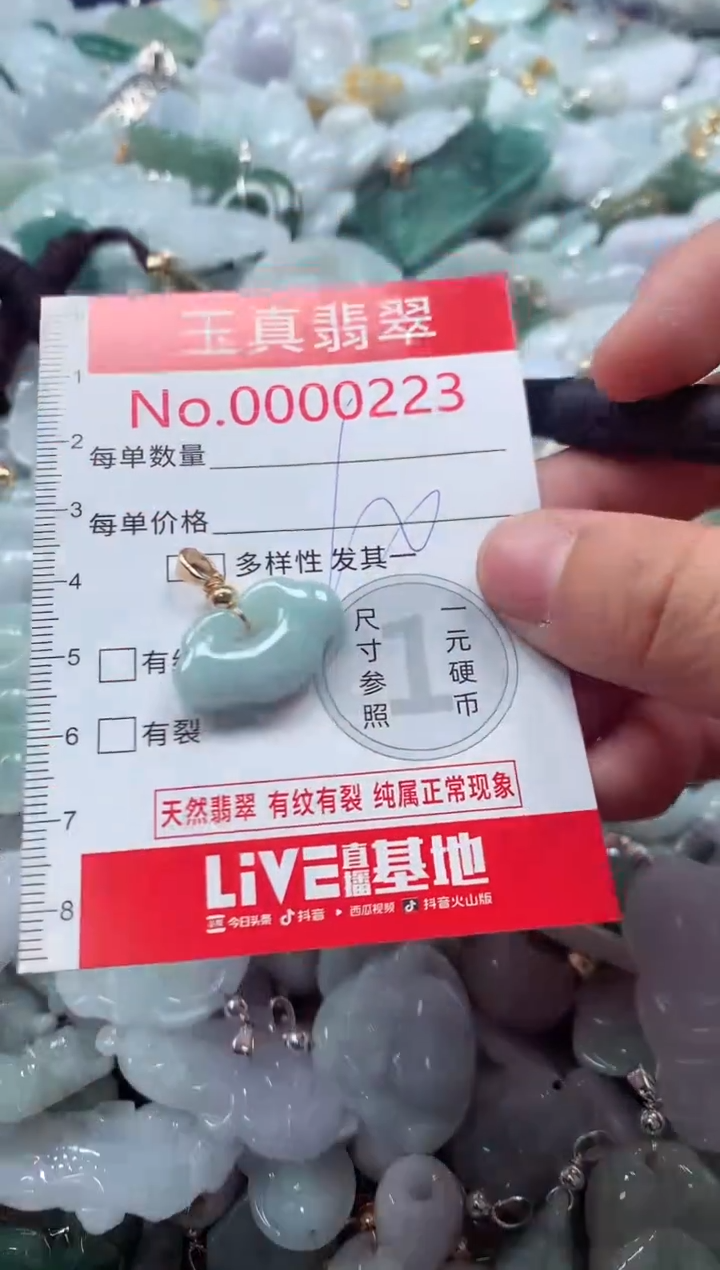 玉真翡翠
No.0000223
1
2
每单数量
3
每单价格
多样性 发其一
4
尺寸参照
1
一元硬币
5
有
6
有裂
天然翡翠 有纹有裂 纯属正常现象
7
LiVE直播基地
8
今日头条 抖音 西瓜视频 抖音火山版